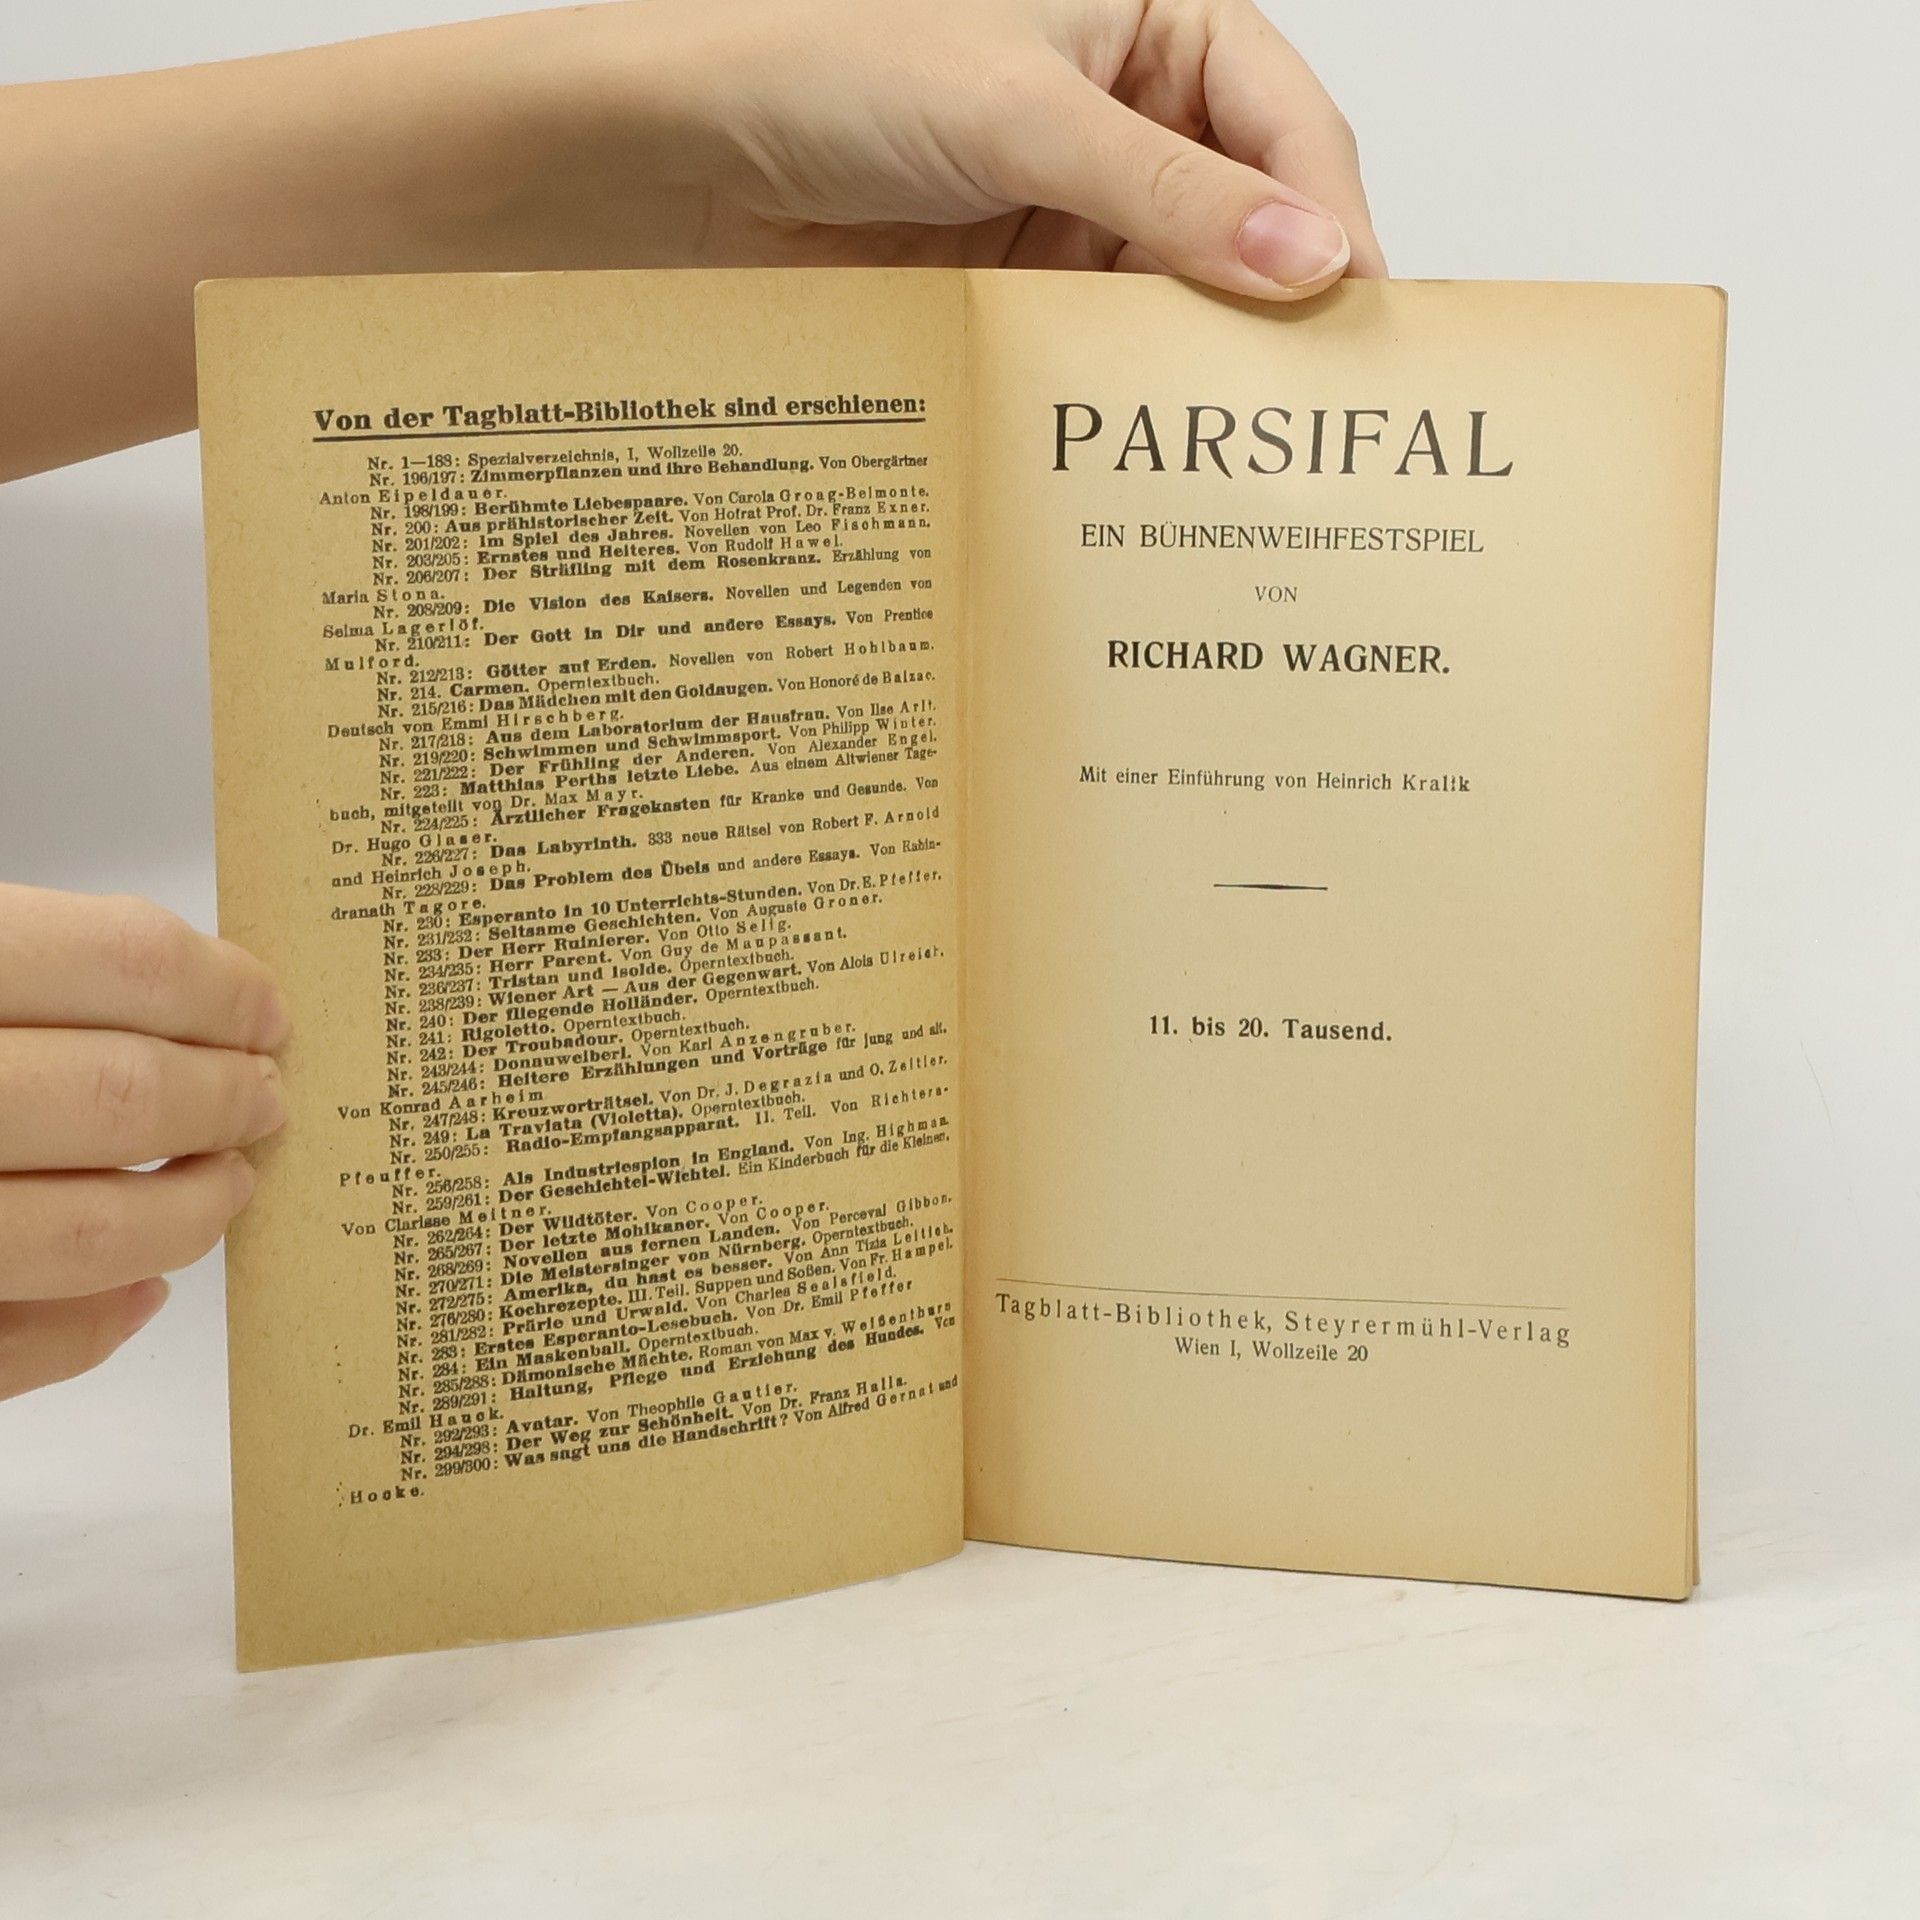 Von der Tagblatt-Bibliothek sind erschienen:
Nr. 1—188: Spezialverzeichnis, I, Wollzeile 20.
Nr. 196/197: Zimmerpflanzen und ihre Behandlung. Von Obergärtner
Anton Eipeldauer.
Nr. 198/199: Berühmte Liebespaare. Von Carola Groag-Belmonte.
Nr. 200: Aus prähistorischer Zeit. Von Hofrat Prof. Dr. Franz Exner.
Nr. 201/202: Im Spiel des Jahres. Novellen von Leo Fischmann.
Nr. 203/205: Ernstes und Heiteres. Von Rudolf Hawel.
Nr. 206/207: Der Sträfling mit dem Rosenkranz. Erzählung von
Maria Stona.
Nr. 208/209: Die Vision des Kaisers. Novellen und Legenden von
Selma Lagerlöf.
Nr. 210/211: Der Gott in Dir und andere Essays. Von Prentice
Mulford.
Nr. 212/213: Götter auf Erden. Novellen von Robert Hohlbaum.
Nr. 214. Carmen. Operntextbuch.
Nr. 215/216: Das Mädchen mit den Goldaugen. Von Honoré de Balzac.
Deutsch von Emmi Hirschberg.
Nr. 217/218: Aus dem Laboratorium der Hausfrau. Von Ilse Arlt.
Nr. 219/220: Schwimmen und Schwimmsport. Von Philipp Winter.
Nr. 221/222: Der Frühling der Anderen. Von Alexander Engel.
Nr. 223: Matthias Perths letzte Liebe. Aus einem Altwiener Tage-
buch, mitgeteilt von Dr. Max Mayr.
Nr. 224/225: Ärztlicher Fragekasten für Kranke und Gesunde. Von
Dr. Hugo Glaser.
Nr. 226/227: Das Labyrinth. 333 neue Rätsel von Robert F. Arnold
und Heinrich Joseph.
Nr. 228/229: Das Problem des Übels und andere Essays. Von Rabin-
dranath Tagore.
Nr. 230: Esperanto in 10 Unterrichts-Stunden. Von Dr. E. Pfeffer.
Nr. 231/232: Seltsame Geschichten. Von Auguste Groner.
Nr. 233: Der Herr Ruinierer. Von Otto Selig.
Nr. 234/235: Herr Parent. Von Guy de Maupassant.
Nr. 236/237: Tristan und Isolde. Operntextbuch.
Nr. 238/239: Wiener Art — Aus der Gegenwart. Von Alois Ulreich.
Nr. 240: Der fliegende Holländer. Operntextbuch.
Nr. 241: Rigoletto. Operntextbuch.
Nr. 242: Der Troubadour. Operntextbuch.
Nr. 243/244: Donauweiberl. Von Karl Anzengruber.
Nr. 245/246: Heitere Erzählungen und Vorträge für jung und alt.
Von Konrad Aarheim
Nr. 247/248: Kreuzworträtsel. Von Dr. J. Degrazia und O. Zeitler.
Nr. 249: La Traviata (Violetta). Operntextbuch.
Nr. 250/255: Radio-Empfangsapparat. II. Teil. Von Richtera-
Pfeuffer.
Nr. 256/258: Als Industriespion in England. Von Ing. Highman.
Nr. 259/261: Der Geschichtel-Wichtel. Ein Kinderbuch für die Kleinen.
Von Clarisse Meitner.
Nr. 262/264: Der Wildtöter. Von Cooper.
Nr. 265/267: Der letzte Mohikaner. Von Cooper.
Nr. 268/269: Novellen aus fernen Landen. Von Perceval Gibbon.
Nr. 270/271: Die Meistersinger von Nürnberg. Operntextbuch.
Nr. 272/275: Amerika, du hast es besser. Von Ann Tizia Leitich.
Nr. 276/280: Kochrezepte. III. Teil. Suppen und Soßen. Von Fr. Hampel.
Nr. 281/282: Prärie und Urwald. Von Charles Sealsfield.
Nr. 283: Erstes Esperanto-Lesebuch. Von Dr. Emil Pfeffer
Nr. 284: Ein Maskenball. Operntextbuch.
Nr. 285/288: Dämonische Mächte. Roman von Max v. Weißenthurn
Nr. 289/291: Haltung, Pflege und Erziehung des Hundes. Von
Dr. Emil Hauck.
Nr. 292/293: Avatar. Von Theophile Gautier.
Nr. 294/298: Der Weg zur Schönheit. Von Dr. Franz Halla.
Nr. 299/300: Was sagt uns die Handschrift? Von Alfred Gernat und
Hocke.
PARSIFAL
EIN BÜHNENWEIHFESTSPIEL
VON
RICHARD WAGNER.
Mit einer Einführung von Heinrich Kralik
11. bis 20. Tausend.
Tagblatt-Bibliothek, Steyrermühl-Verlag
Wien I, Wollzeile 20